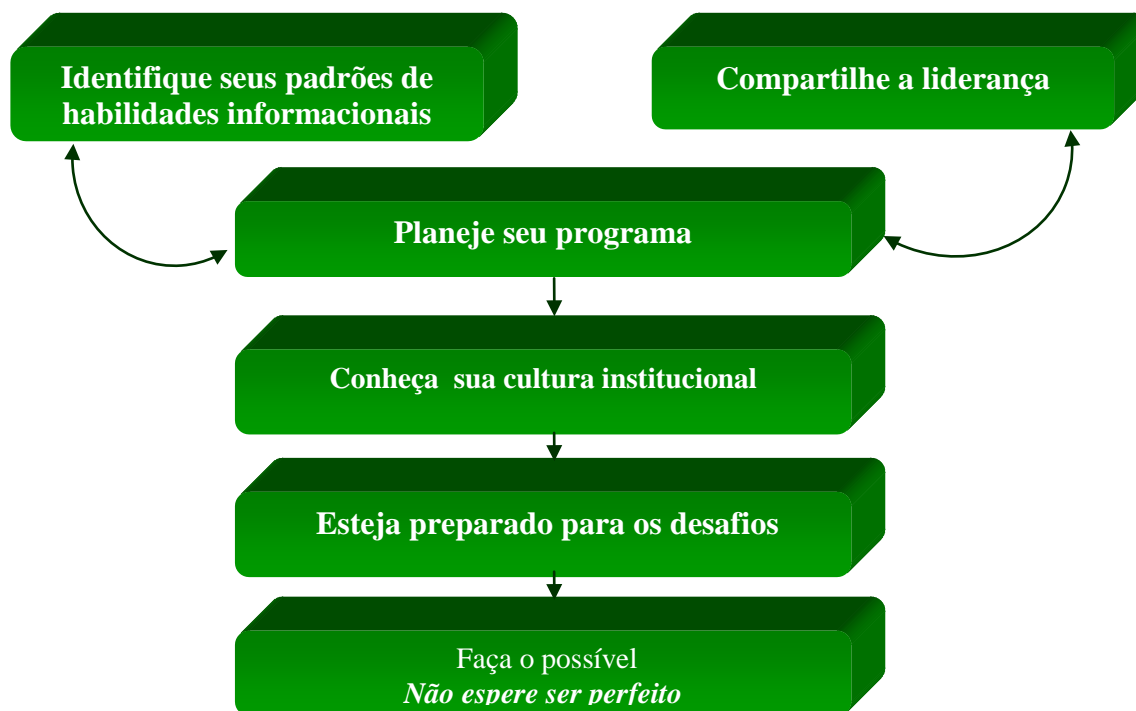 Identifique seus padrões de
habilidades informacionais
Compartilhe a liderança
Planeje seu programa
Conheça sua cultura institucional
Esteja preparado para os desafios
Faça o possível
Não espere ser perfeito